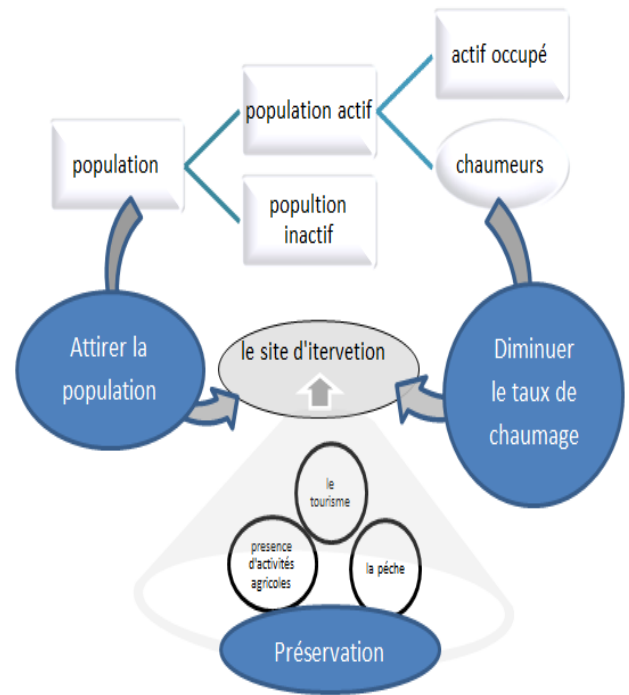 actif occupé
population actif
population
chaumeurs
popultion
inactif
Attirer la
population
le site d'itervetion
Diminuer
le taux de
chaumage
le
tourisme
presence
d'activités
agricoles
la péche
Préservation